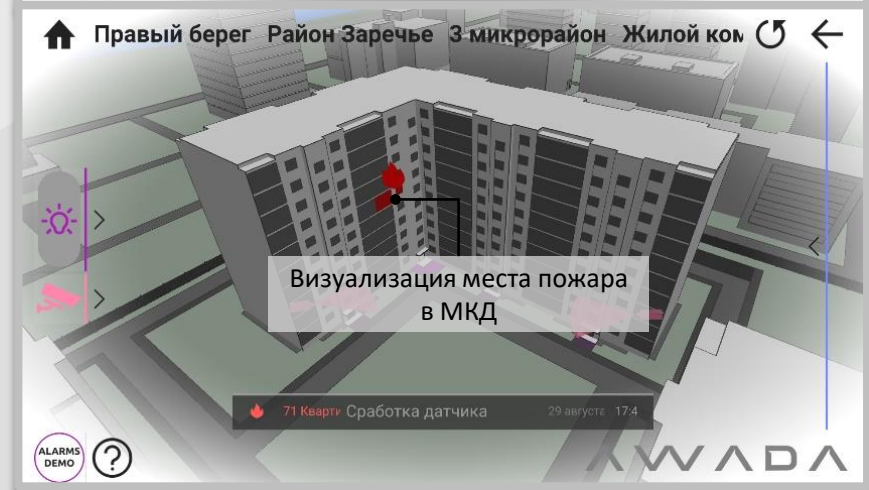 Правый берег Район Заречье 3 микрорайон Жилой ком
Визуализация места пожара
в МКД
71 Кварти Сработка датчика 29 августа 17:4
ALARMS
DEMO
?
AWADA